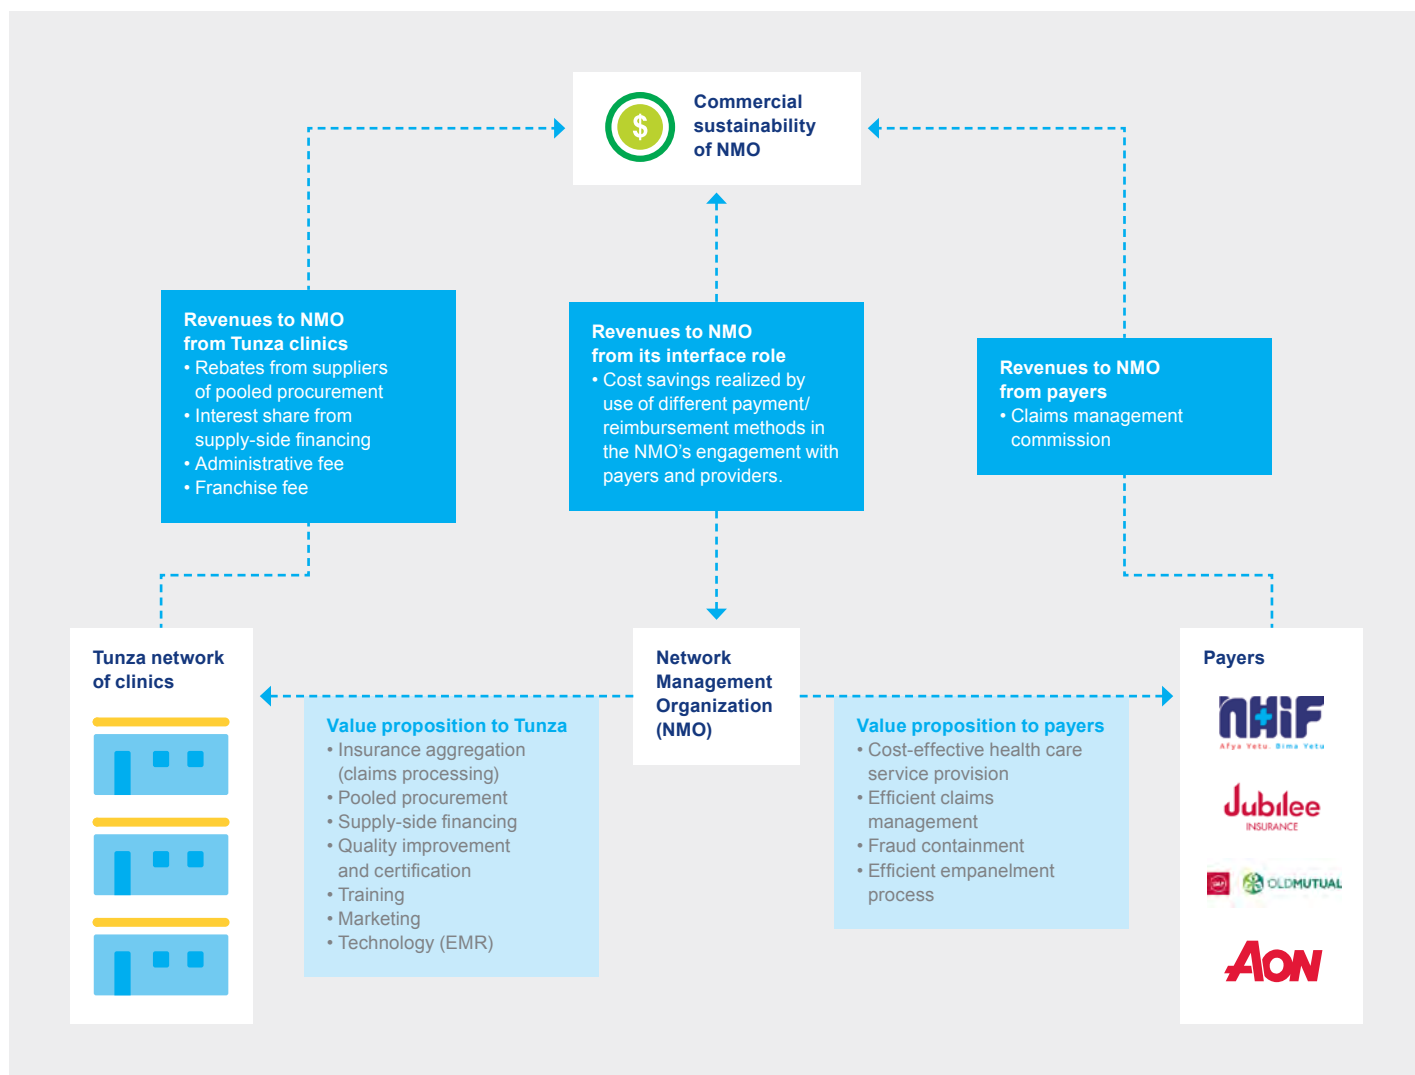 $
Commercial
sustainability
of NMO
Revenues to NMO
from Tunza clinics
• Rebates from suppliers
of pooled procurement
• Interest share from
supply-side financing
• Administrative fee
• Franchise fee
Revenues to NMO
from its interface role
• Cost savings realized by
use of different payment/
reimbursement methods in
the NMO's engagement with
payers and providers.
Revenues to NMO
from payers
• Claims management
commission
Tunza network
of clinics
Value proposition to Tunza
• Insurance aggregation
(claims processing)
• Pooled procurement
• Supply-side financing
• Quality improvement
and certification
• Training
• Marketing
• Technology (EMR)
Network
Management
Organization
(NMO)
Value proposition to payers
• Cost-effective health care
service provision
• Efficient claims
management
• Fraud containment
• Efficient empanelment
process
Payers
NHiF
Afya Yetu. Bima Yetu
Jubilee
INSURANCE
UAP OLDMUTUAL
AON